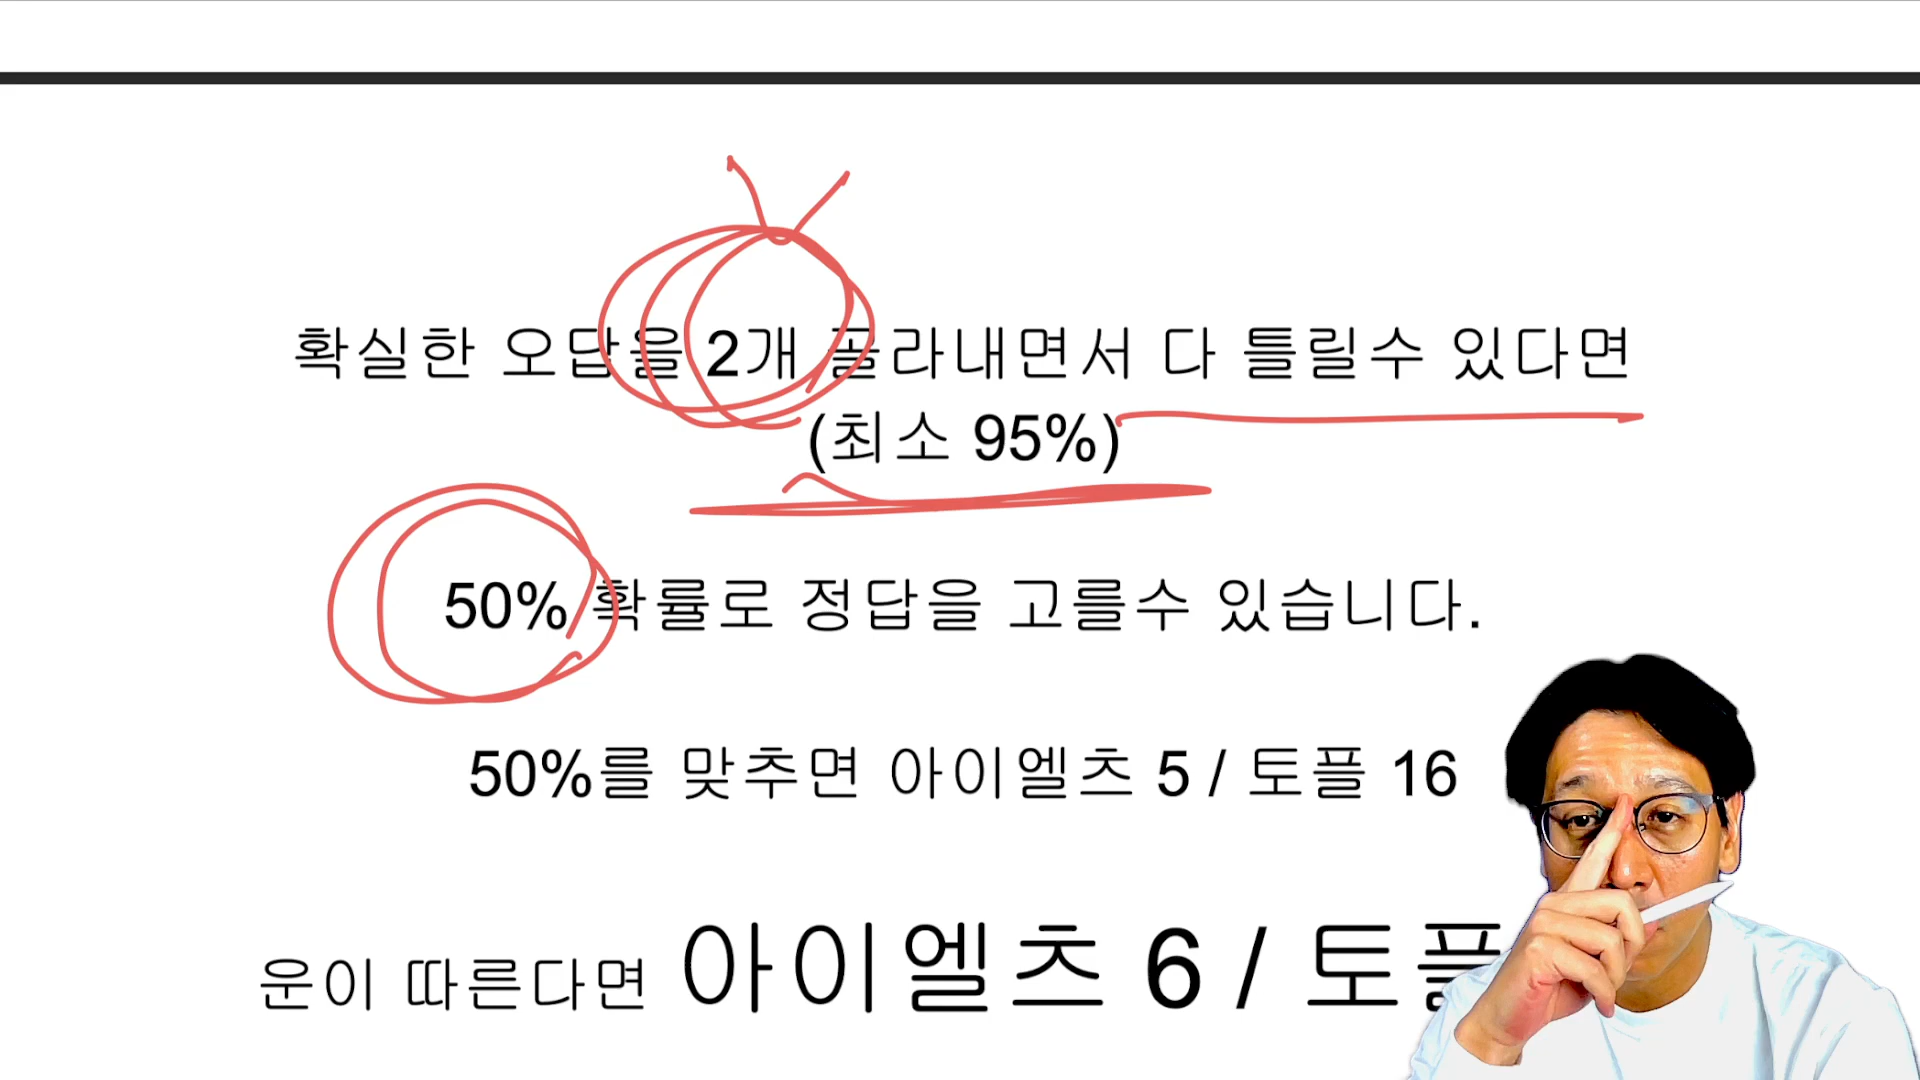 확실한 오답을 2개 골라내면서 다 틀릴수 있다면
(최소 95%)
50% 확률로 정답을 고를수 있습니다.
50%를 맞추면 아이엘츠 5 / 토플 16
운이 따른다면 아이엘츠 6 / 토플